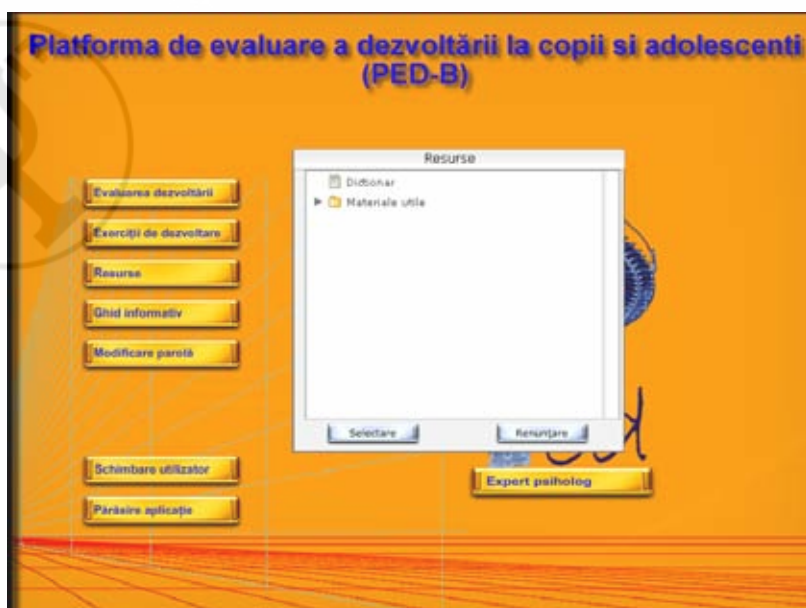 Platforma de evaluare a dezvoltării la copii si adolescenti
(PED-B)
Resurse
Dictionar
Materiale utile
Evaluarea dezvoltării
Exerciții de dezvoltare
Resurse
Ghid informativ
Modificare parolă
Selectare
Renunțare
Schimbare utilizator
Expert psiholog
Părăsire aplicație